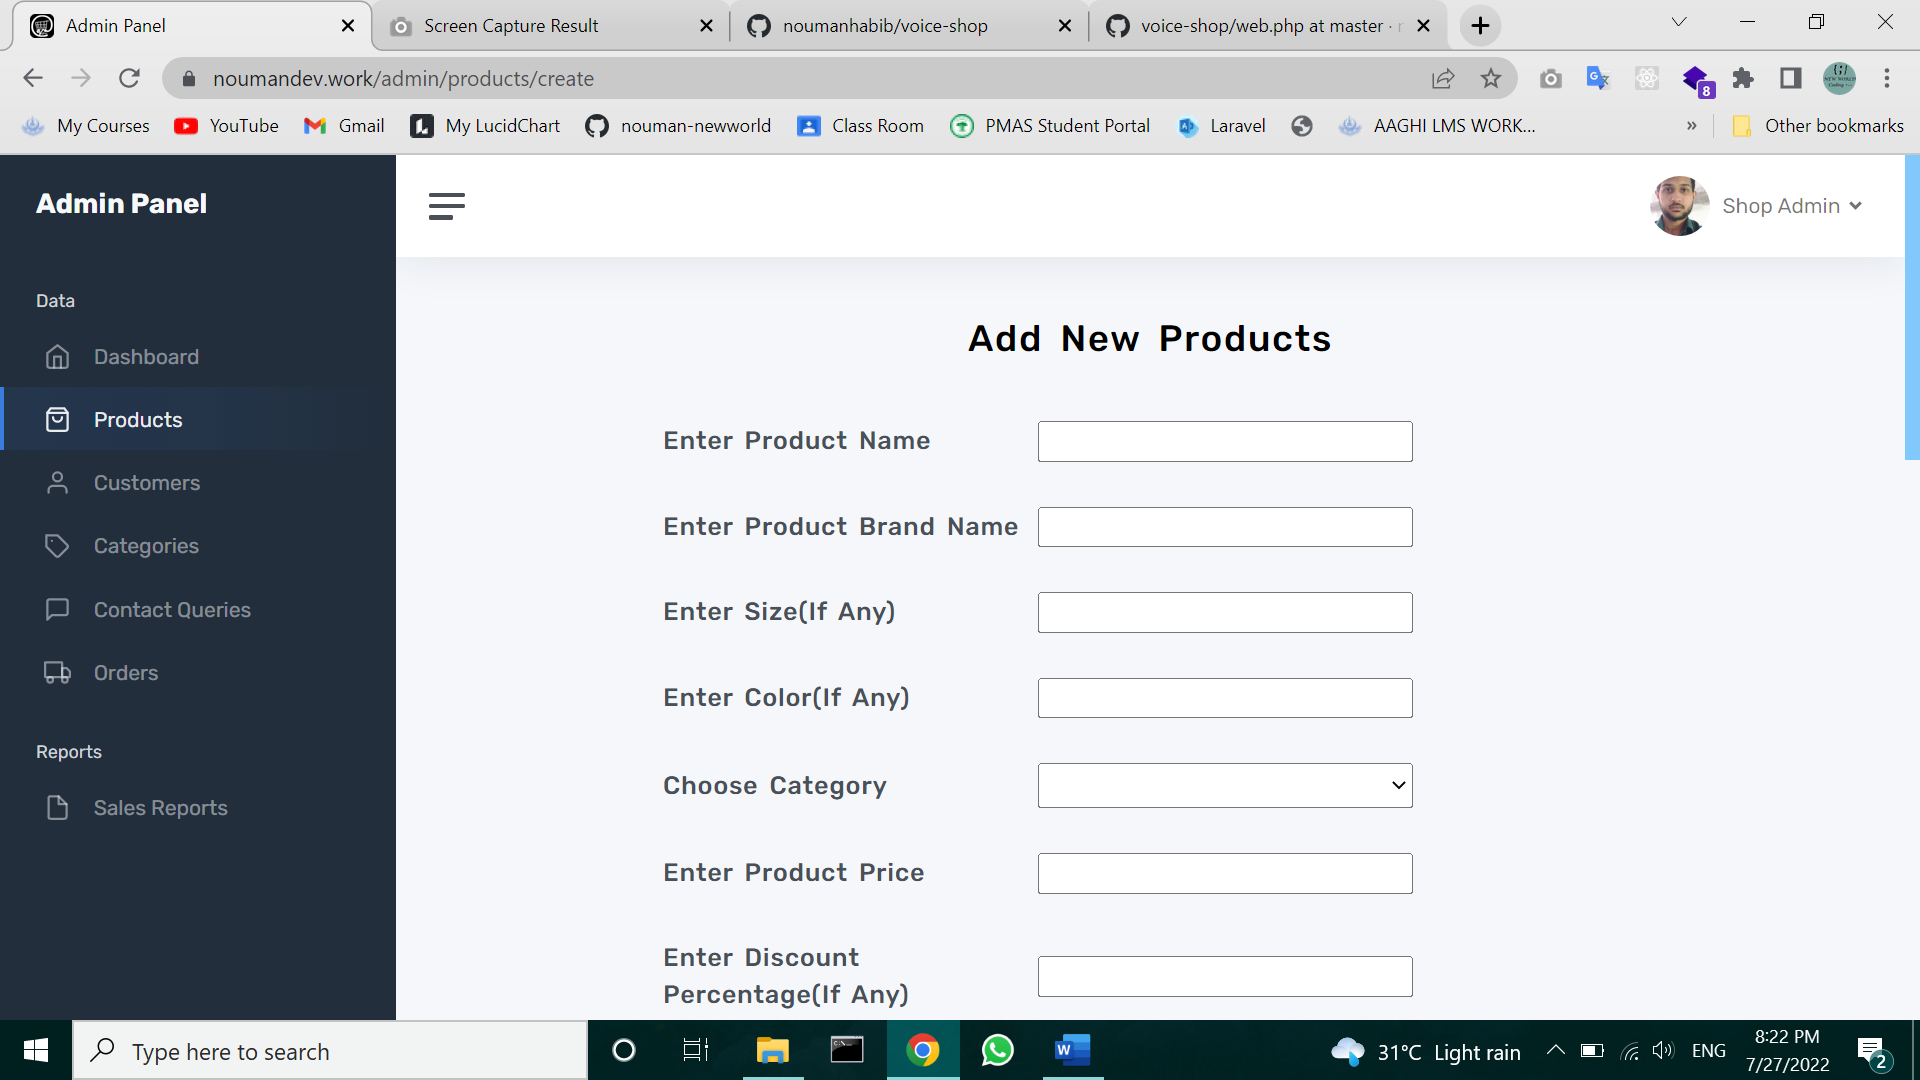 Admin Panel
Screen Capture Result
noumanhabib/voice-shop
voice-shop/web.php at master ·
noumandev.work/admin/products/create
8
My Courses
YouTube
Gmail
My LucidChart
nouman-newworld
Class Room
PMAS Student Portal
Laravel
AAGHI LMS WORK...
»
Other bookmarks
Admin Panel
Shop Admin
Data
Dashboard
Products
Customers
Categories
Contact Queries
Orders
Reports
Sales Reports
Add New Products
Enter Product Name
Enter Product Brand Name
Enter Size(If Any)
Enter Color(If Any)
Choose Category
Enter Product Price
Enter Discount
Percentage(If Any)
Type here to search
31°C Light rain
ENG
8:22 PM
7/27/2022
2